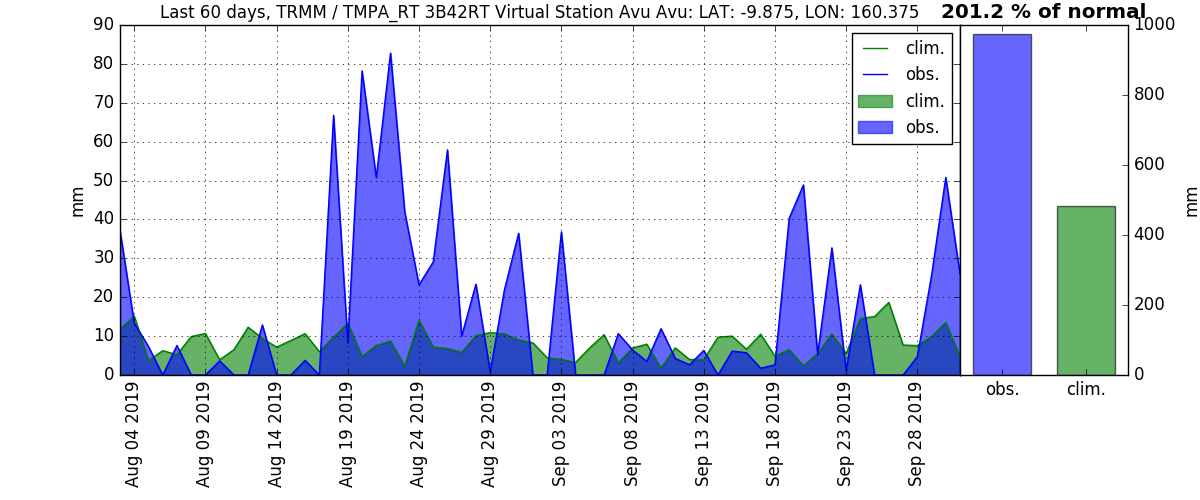 Last 60 days, TRMM / TMPA_RT 3B42RT Virtual Station Avu Avu: LAT: -9.875, LON: 160.375
201.2 % of normal
90
80
70
60
50
40
30
20
10
0
mm
clim.
obs.
clim.
obs.
Aug 04 2019
Aug 09 2019
Aug 14 2019
Aug 19 2019
Aug 24 2019
Aug 29 2019
Sep 03 2019
Sep 08 2019
Sep 13 2019
Sep 18 2019
Sep 23 2019
Sep 28 2019
1000
800
600
400
200
0
mm
obs.
clim.